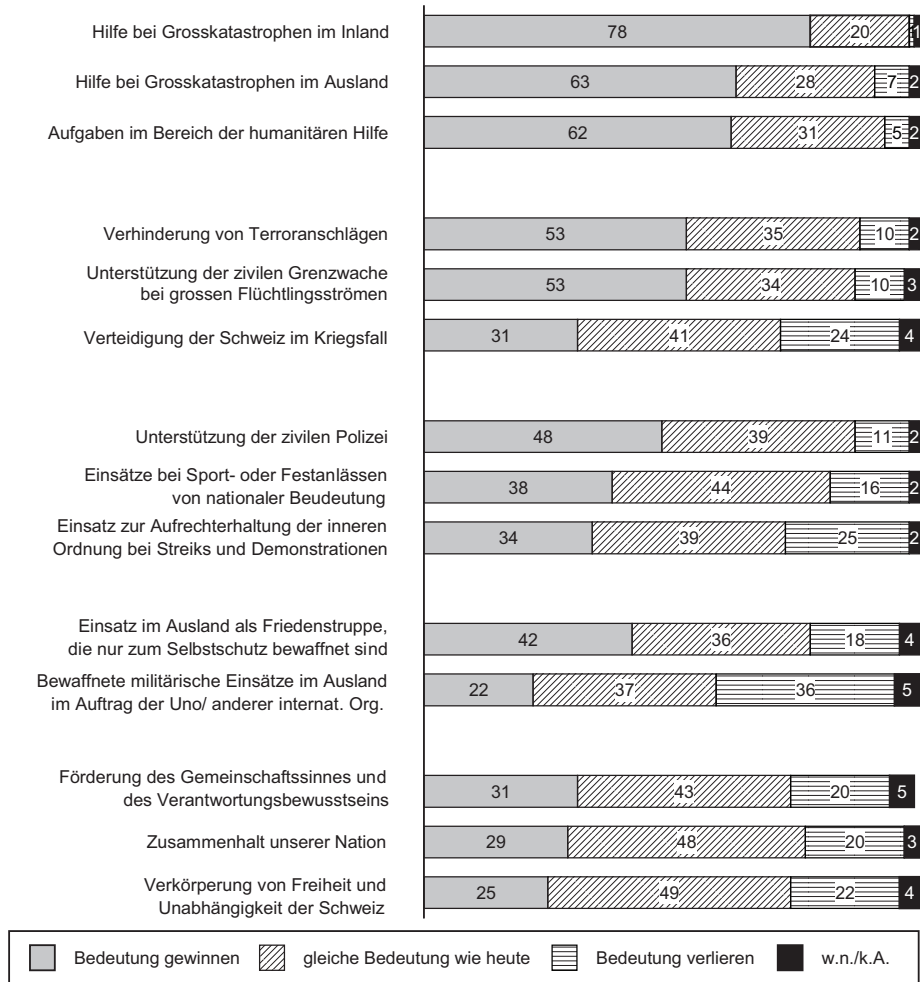 Hilfe bei Grosskatastrophen im Inland 78 20 1
Hilfe bei Grosskatastrophen im Ausland 63 28 7 2
Aufgaben im Bereich der humanitären Hilfe 62 31 5 2
Verhinderung von Terroranschlägen 53 35 10 2
Unterstützung der zivilen Grenzwache
bei grossen Flüchtlingsströmen 53 34 10 3
Verteidigung der Schweiz im Kriegsfall 31 41 24 4
Unterstützung der zivilen Polizei 48 39 11 2
Einsätze bei Sport- oder Festanlässen
von nationaler Beudeutung 38 44 16 2
Einsatz zur Aufrechterhaltung der inneren
Ordnung bei Streiks und Demonstrationen 34 39 25 2
Einsatz im Ausland als Friedenstruppe,
die nur zum Selbstschutz bewaffnet sind 42 36 18 4
Bewaffnete militärische Einsätze im Ausland
im Auftrag der Uno/ anderer internat. Org. 22 37 36 5
Förderung des Gemeinschaftssinnes und
des Verantwortungsbewusstseins 31 43 20 5
Zusammenhalt unserer Nation 29 48 20 3
Verkörperung von Freiheit und
Unabhängigkeit der Schweiz 25 49 22 4
Bedeutung gewinnen gleiche Bedeutung wie heute Bedeutung verlieren w.n./k.A.